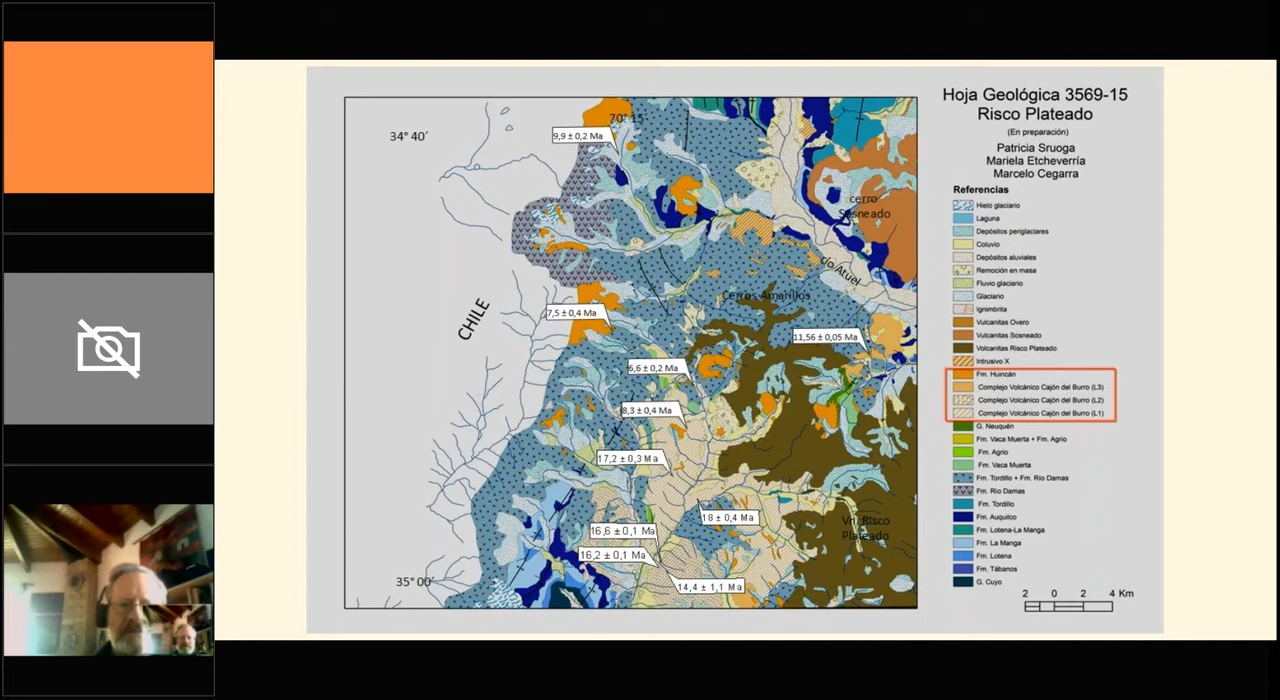 Hoja Geológica 3569-15
Risco Plateado
(En preparación)
Patricia Sruoga
Mariela Etcheverría
Marcelo Cegarra
Referencias
Hielo glaciario
Laguna
Depósitos periglaciares
Coluvio
Depósitos aluviales
Remoción en masa
Fluvio glaciario
Glaciario
Ignimbrita
Vulcanitas Overo
Vulcanitas Sosneado
Volcanitas Risco Plateado
Intrusivo X
Fm. Huincán
Complejo Volcánico Cajón del Burro (L3)
Complejo Volcánico Cajón del Burro (L2)
Complejo Volcánico Cajón del Burro (L1)
G. Neuquén
Fm. Vaca Muerta + Fm. Agrio
Fm. Agrio
Fm. Vaca Muerta
Fm. Tordillo + Fm. Río Damas
Fm. Río Damas
Fm. Tordillo
Fm. Auquilco
Fm. Lotena-La Manga
Fm. La Manga
Fm. Lotena
Fm. Tábanos
G. Cuyo
2 0 2 4 Km
70° 15´
34° 40´
9,9 ± 0,2 Ma
cerro
Sosneado
río Atuel
Cerros Amarillos
CHILE
7,5 ± 0,4 Ma
11,56 ± 0,05 Ma
6,6 ± 0,2 Ma
8,3 ± 0,4 Ma
17,2 ± 0,3 Ma
18 ± 0,4 Ma
Vn. Risco
Plateado
16,6 ± 0,1 Ma
16,2 ± 0,1 Ma
35° 00´
14,4 ± 1,1 Ma